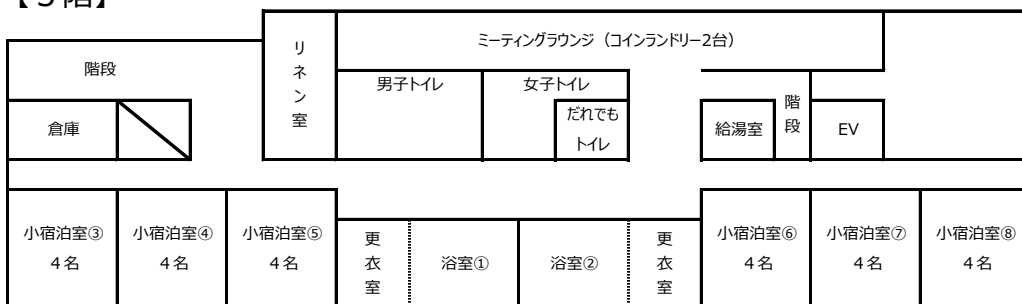 【３階】
ミーティングラウンジ（コインランドリー2台）
リネン室
階段
男子トイレ
女子トイレ
だれでも
トイレ
倉庫
給湯室
階段
EV
小宿泊室③
４名
小宿泊室④
４名
小宿泊室⑤
４名
更衣室
浴室①
浴室②
更衣室
小宿泊室⑥
４名
小宿泊室⑦
４名
小宿泊室⑧
４名